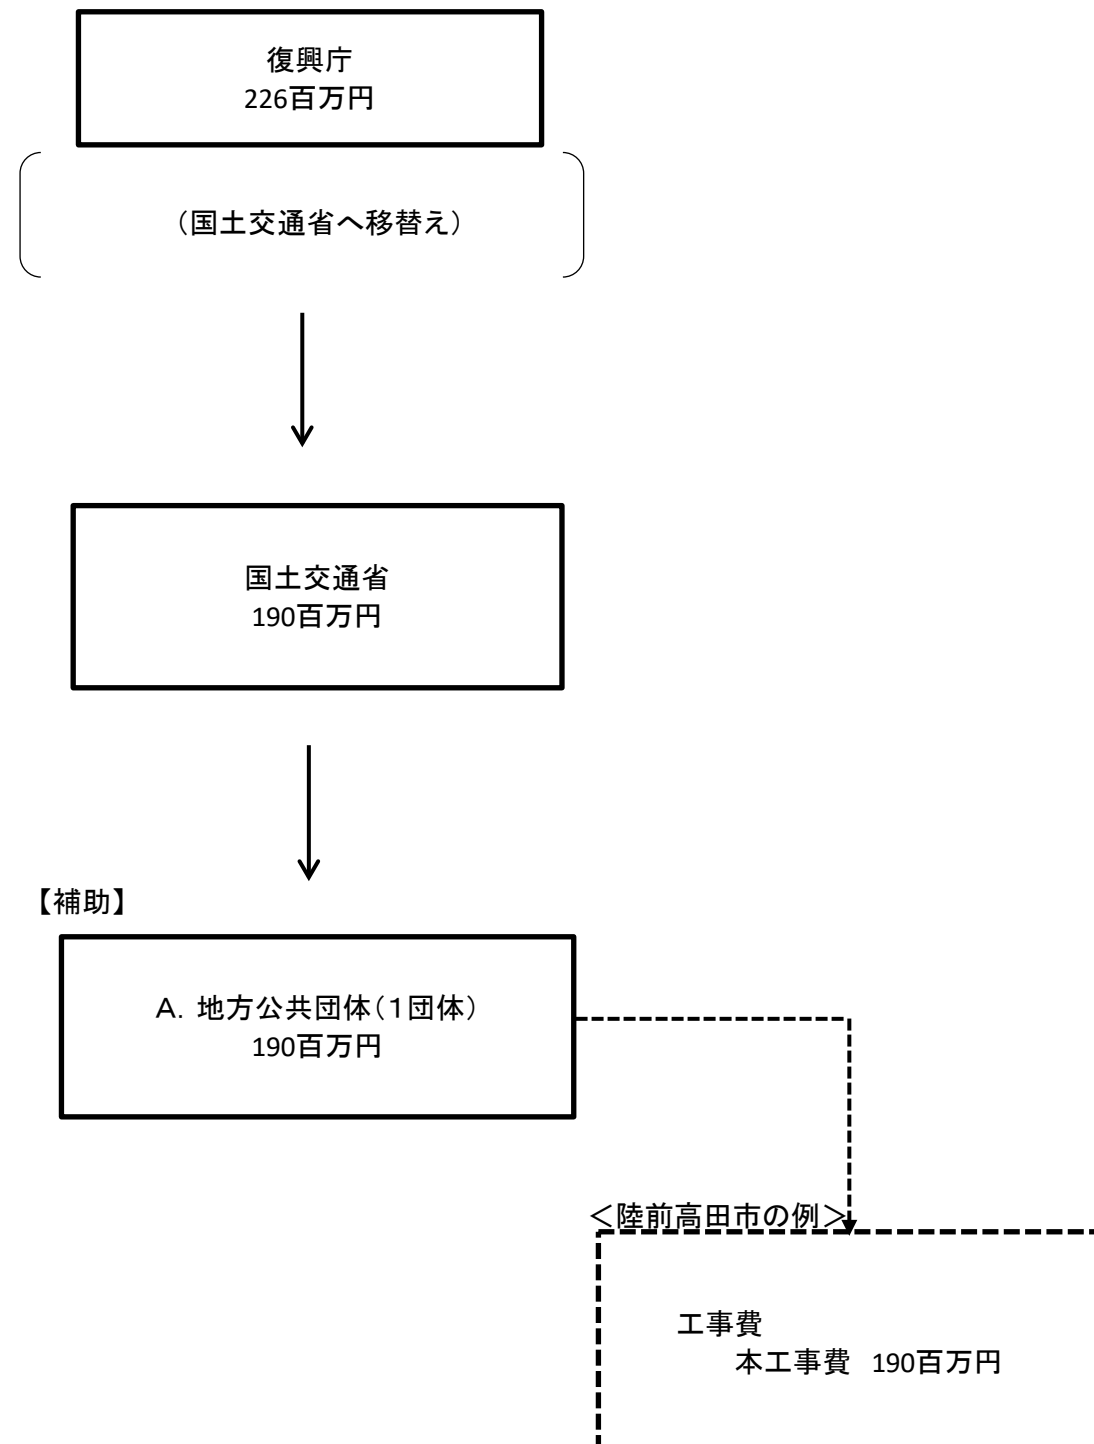 復興庁
226百万円
（国土交通省へ移替え）
国土交通省
190百万円
【補助】
A．地方公共団体（１団体）
190百万円
＜陸前高田市の例＞
工事費
本工事費 190百万円